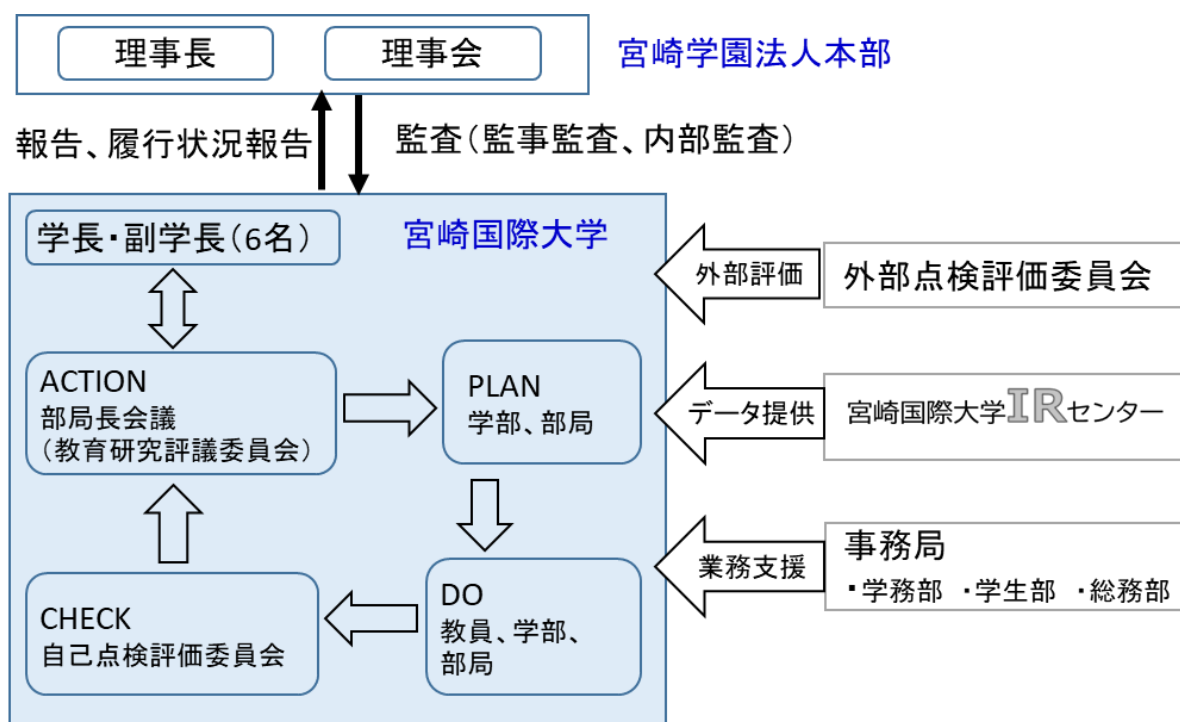 理事長
理事会
宮崎学園法人本部
報告、履行状況報告
監査(監事監査、内部監査)
学長・副学長(6名)
宮崎国際大学
外部評価
外部点検評価委員会
ACTION
部局長会議
(教育研究評議委員会)
PLAN
学部、部局
データ提供
宮崎国際大学IRセンター
CHECK
自己点検評価委員会
DO
教員、学部、
部局
業務支援
事務局
・学務部 ・学生部 ・総務部